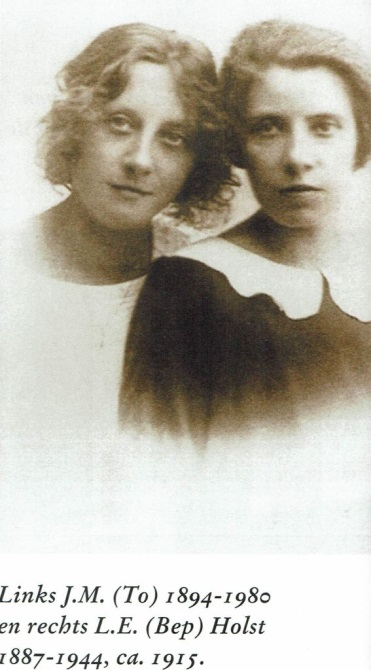 Links J.M. (To) 1894-1980
en rechts L.E. (Bep) Holst
1887-1944, ca. 1915.